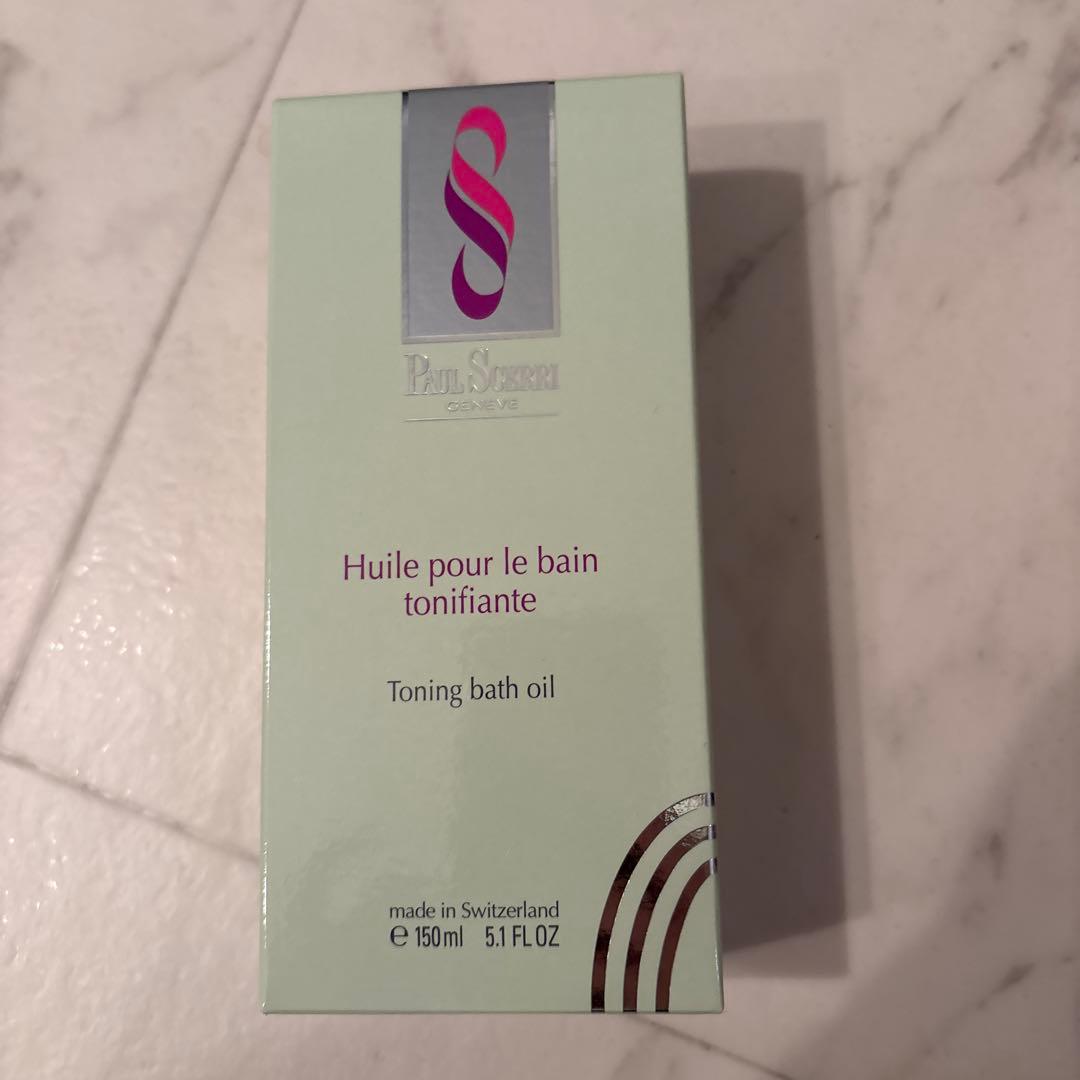 PAUL SCERRI
GENEVE
Huile pour le bain
tonifiante
Toning bath oil
made in Switzerland
℮ 150ml 5.1 FL OZ